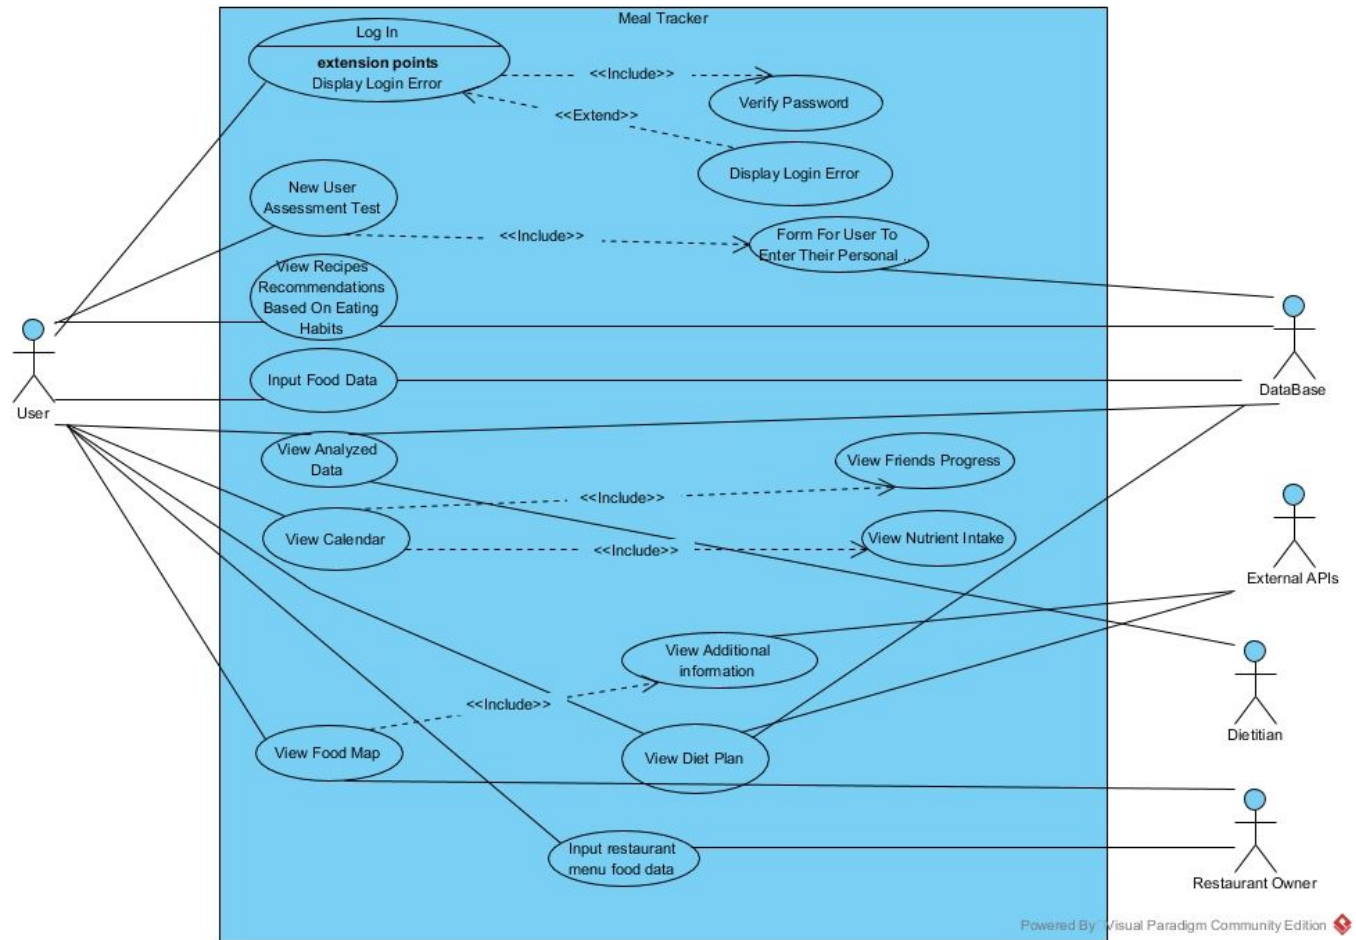 Meal Tracker
Log In
extension points
Display Login Error
<<Include>>
Verify Password
<<Extend>>
Display Login Error
New User
Assessment Test
<<Include>>
Form For User To
Enter Their Personal ..
View Recipes
Recommendations
Based On Eating
Habits
User
Input Food Data
DataBase
View Analyzed
Data
View Friends Progress
<<Include>>
View Calendar
<<Include>>
View Nutrient Intake
External APIs
View Additional
information
<<Include>>
View Food Map
View Diet Plan
Dietitian
Input restaurant
menu food data
Restaurant Owner
Powered By Visual Paradigm Community Edition